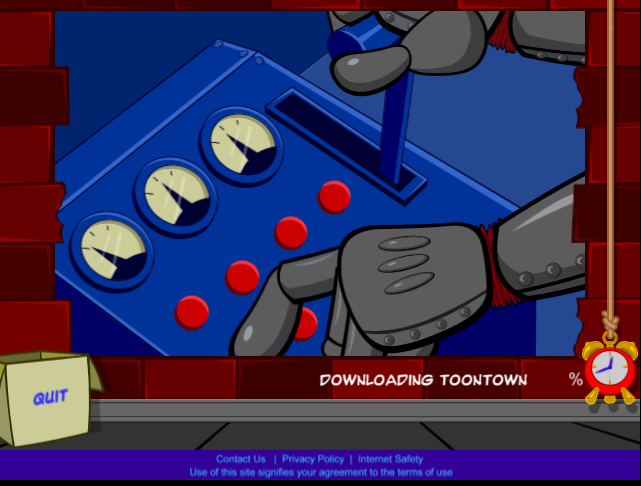 QUIT
DOWNLOADING TOONTOWN %
Contact Us | Privacy Policy | Internet Safety
Use of this site signifies your agreement to the terms of use